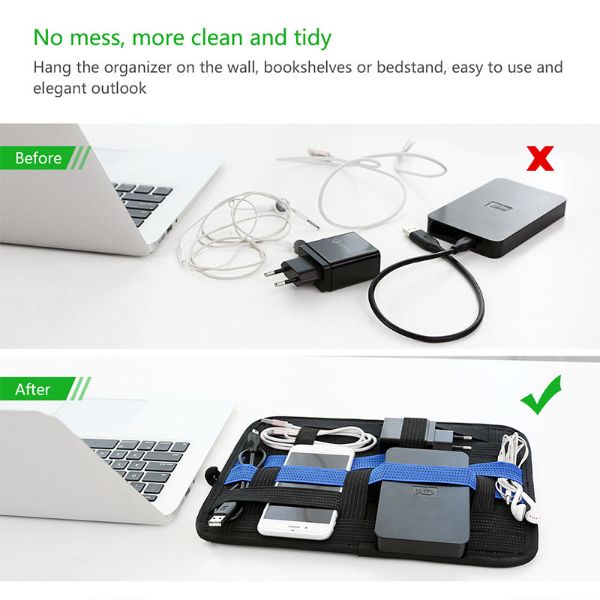 No mess, more clean and tidy
Hang the organizer on the wall, bookshelves or bedstand, easy to use and
elegant outlook
Before
After